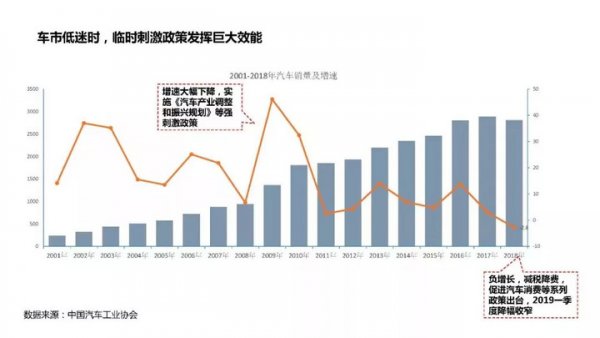 车市低迷时，临时刺激政策发挥巨大效能
2001-2018年汽车销量及增速
增速大幅下降，实
施《汽车产业调整
和振兴规划》等强
刺激政策
3500
3000
2500
2000
1500
1000
500
0
50
40
30
20
10
0
-10
-2.8
2001年 2002年 2003年 2004年 2005年 2006年 2007年 2008年 2009年 2010年 2011年 2012年 2013年 2014年 2015年 2016年 2017年 2018年
负增长，减税降费，
促进汽车消费等系列
政策出台，2019一季
度降幅收窄
数据来源：中国汽车工业协会